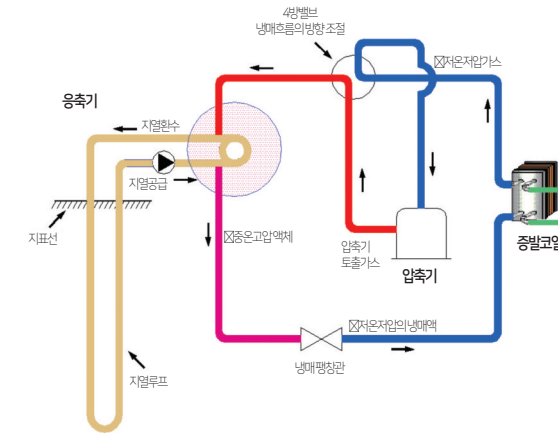 4방밸브
냉매흐름의 방향 조절
저온저압가스
응축기
지열환수
지열공급
지표선
중온고압 액체
압축기
토출가스
압축기
증발코일
저온저압의 냉매액
냉매 팽창관
지열루프